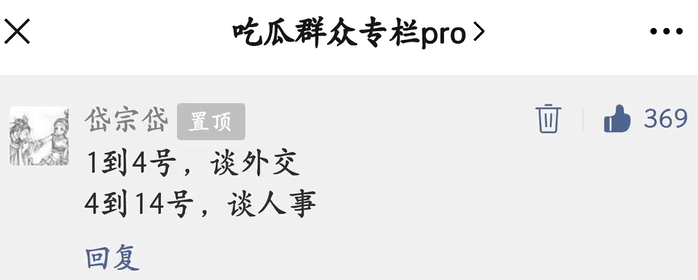 吃瓜群众专栏pro
岱宗岱 置顶
369
1到4号，谈外交
4到14号，谈人事
回复